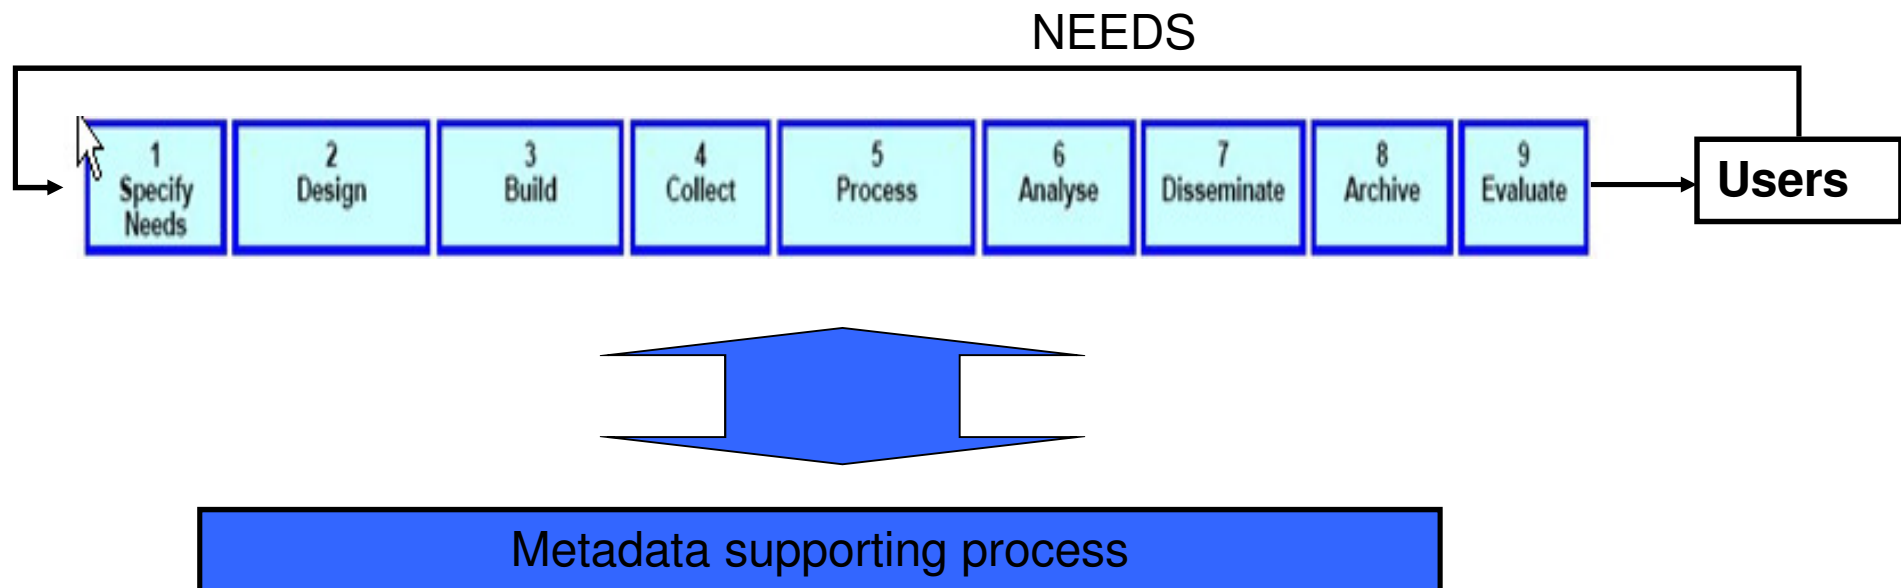 NEEDS
1
Specify
Needs
2
Design
3
Build
4
Collect
5
Process
6
Analyse
7
Disseminate
8
Archive
9
Evaluate
Users
Metadata supporting process